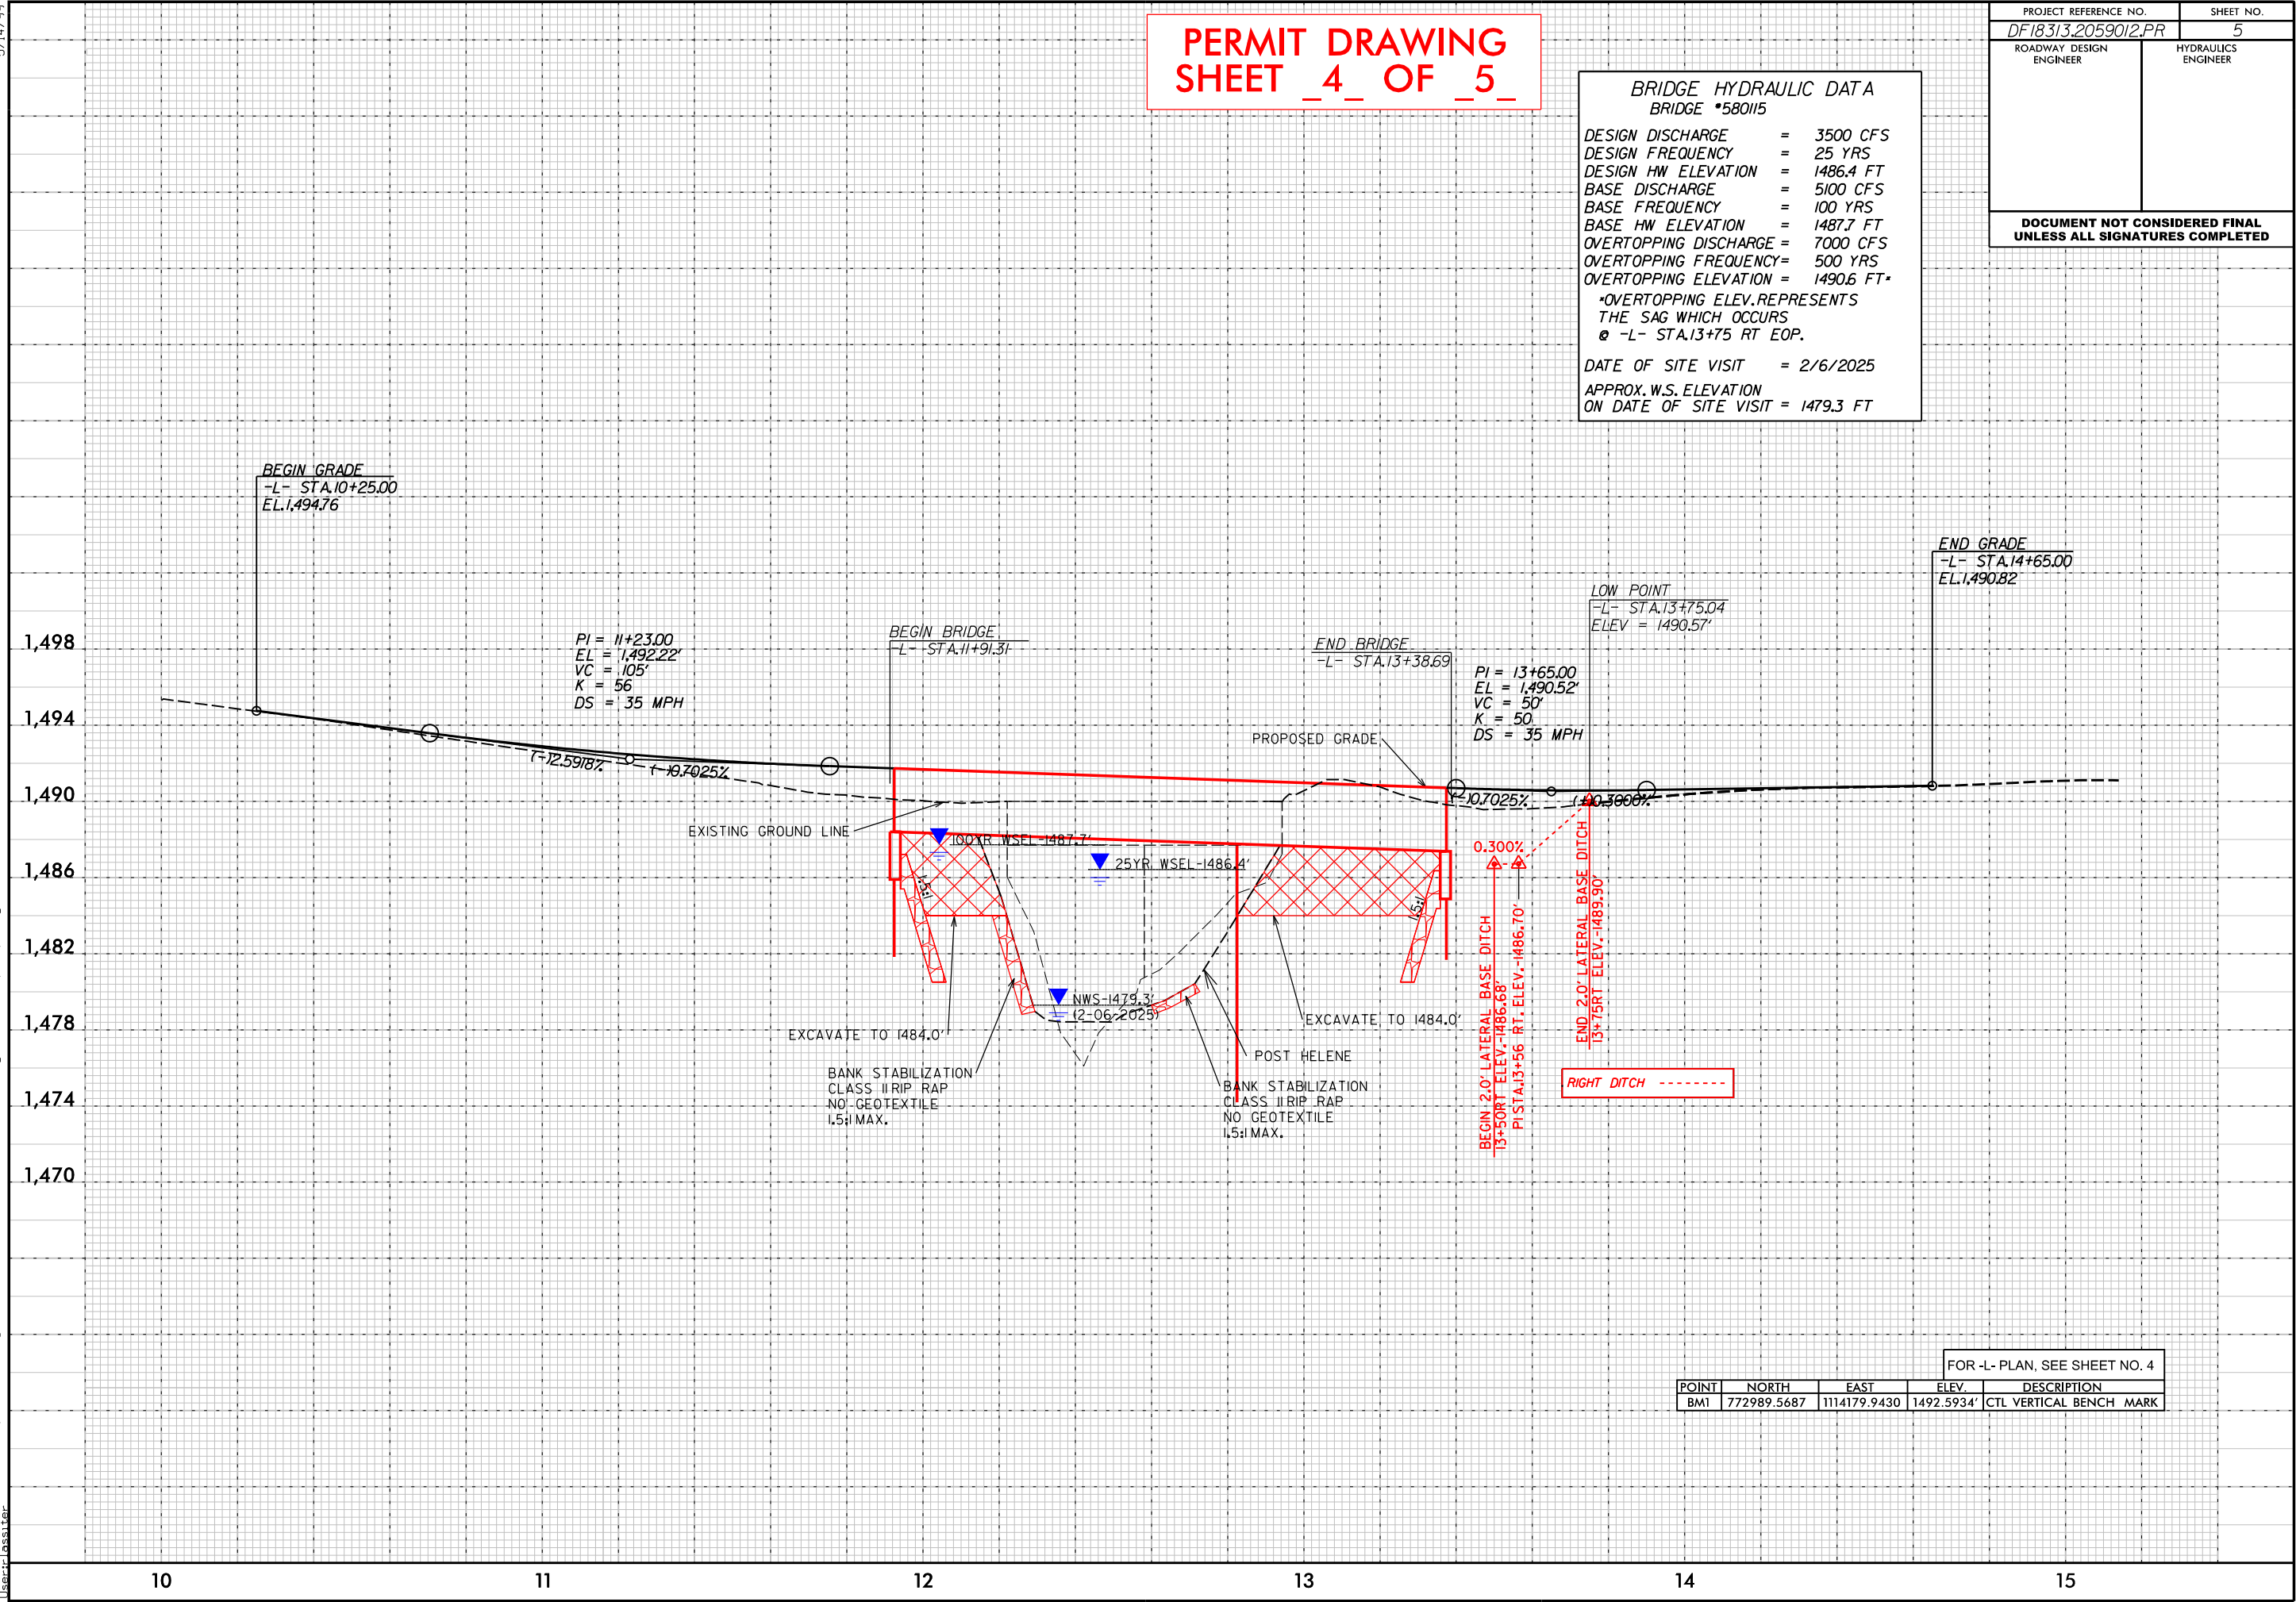 PERMIT DRAWING
SHEET _4_ OF _5_
PROJECT REFERENCE NO. SHEET NO.
DF18313.2059012.PR 5
ROADWAY DESIGN ENGINEER
HYDRAULICS ENGINEER
DOCUMENT NOT CONSIDERED FINAL
UNLESS ALL SIGNATURES COMPLETED
BRIDGE HYDRAULIC DATA
BRIDGE #580115
DESIGN DISCHARGE = 3500 CFS
DESIGN FREQUENCY = 25 YRS
DESIGN HW ELEVATION = 1486.4 FT
BASE DISCHARGE = 5100 CFS
BASE FREQUENCY = 100 YRS
BASE HW ELEVATION = 1487.7 FT
OVERTOPPING DISCHARGE = 7000 CFS
OVERTOPPING FREQUENCY= 500 YRS
OVERTOPPING ELEVATION = 1490.6 FT*
*OVERTOPPING ELEV. REPRESENTS
THE SAG WHICH OCCURS
@ -L- STA.13+75 RT EOP.
DATE OF SITE VISIT = 2/6/2025
APPROX. W.S. ELEVATION
ON DATE OF SITE VISIT = 1479.3 FT
BEGIN GRADE
-L- STA.10+25.00
EL.1,494.76
END GRADE
-L- STA.14+65.00
EL.1,490.82
LOW POINT
-L- STA.13+75.04
ELEV = 1490.57'
PI = 11+23.00
EL = 1,492.22'
VC = 105'
K = 56
DS = 35 MPH
BEGIN BRIDGE
-L- STA.11+91.31
END BRIDGE
-L- STA.13+38.69
PI = 13+65.00
EL = 1,490.52'
VC = 50'
K = 50
DS = 35 MPH
PROPOSED GRADE
(-)2.5918%
(-)0.7025%
(-)0.7025%
(+)0.3000%
EXISTING GROUND LINE
100YR WSEL-1487.7'
25YR WSEL-1486.4'
1.5:1
1.5:1
0.300%
NWS-1479.3'
(2-06-2025)
EXCAVATE TO 1484.0'
EXCAVATE TO 1484.0'
POST HELENE
BANK STABILIZATION
CLASS II RIP RAP
NO GEOTEXTILE
1.5:1 MAX.
BANK STABILIZATION
CLASS II RIP RAP
NO GEOTEXTILE
1.5:1 MAX.
BEGIN 2.0' LATERAL BASE DITCH
13+50RT ELEV.-1486.68'
PI STA.13+56 RT. ELEV.-1486.70'
END 2.0' LATERAL BASE DITCH
13+75RT ELEV.-1489.90'
RIGHT DITCH --------
1,498
1,494
1,490
1,486
1,482
1,478
1,474
1,470
FOR -L- PLAN, SEE SHEET NO. 4
POINT NORTH EAST ELEV. DESCRIPTION
BM1 772989.5687 1114179.9430 1492.5934' CTL VERTICAL BENCH MARK
10 11 12 13 14 15